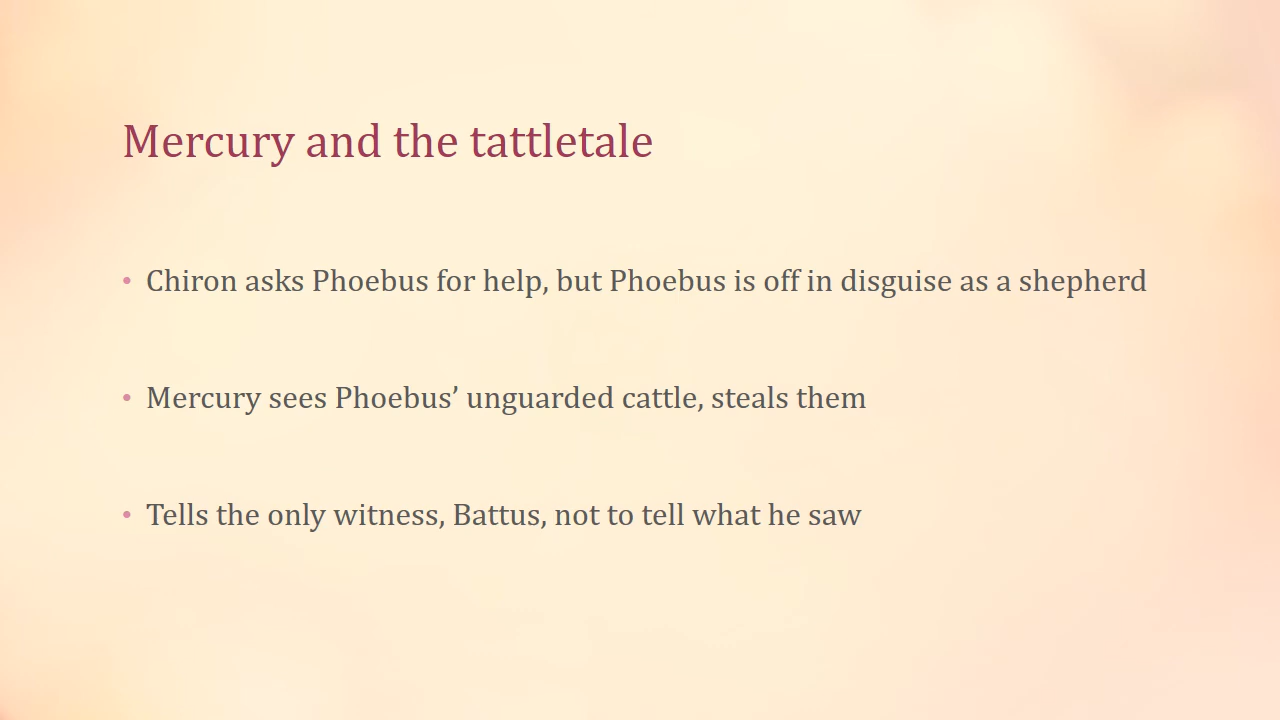 Mercury and the tattletale
• Chiron asks Phoebus for help, but Phoebus is off in disguise as a shepherd
• Mercury sees Phoebus’ unguarded cattle, steals them
• Tells the only witness, Battus, not to tell what he saw